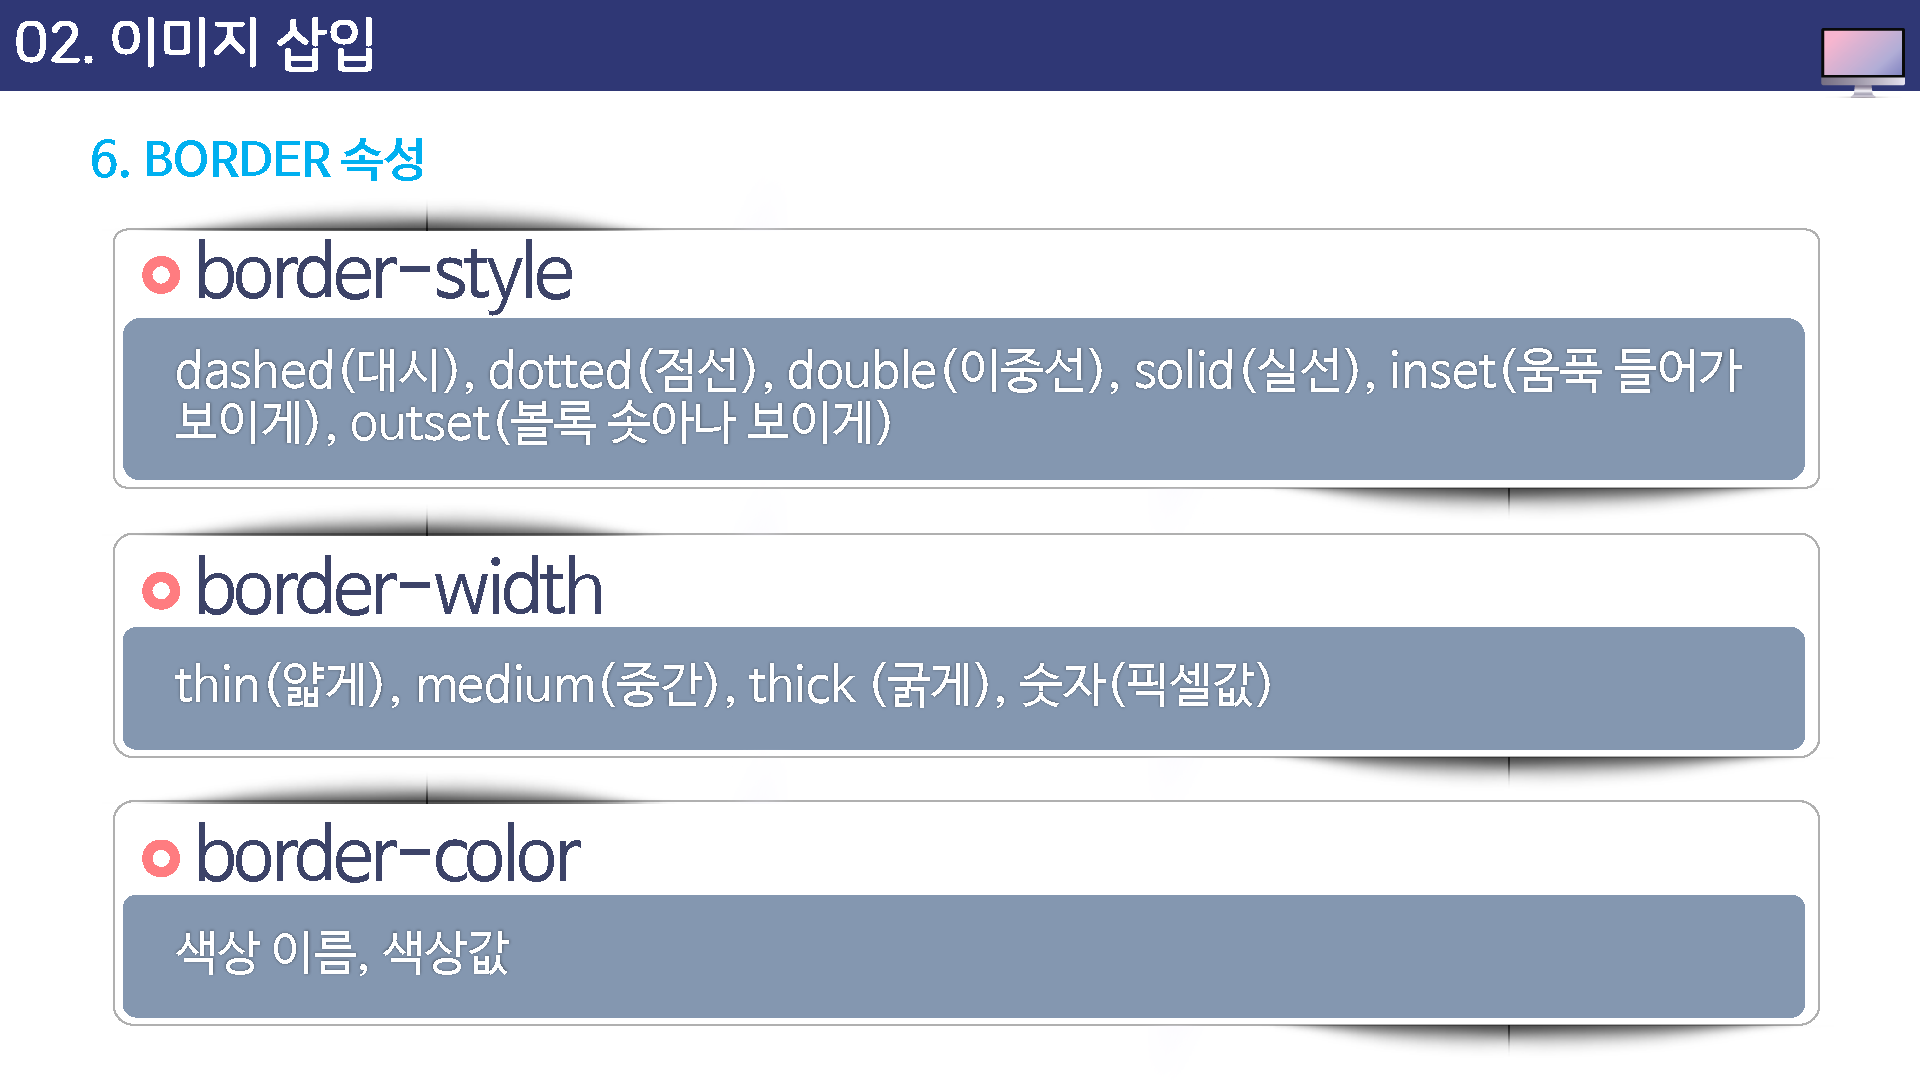 02. 이미지 삽입
6. BORDER 속성
border-style
dashed(대시), dotted(점선), double(이중선), solid(실선), inset(움푹 들어가
보이게), outset(볼록 솟아나 보이게)
border-width
thin(얇게), medium(중간), thick (굵게), 숫자(픽셀값)
border-color
색상 이름, 색상값